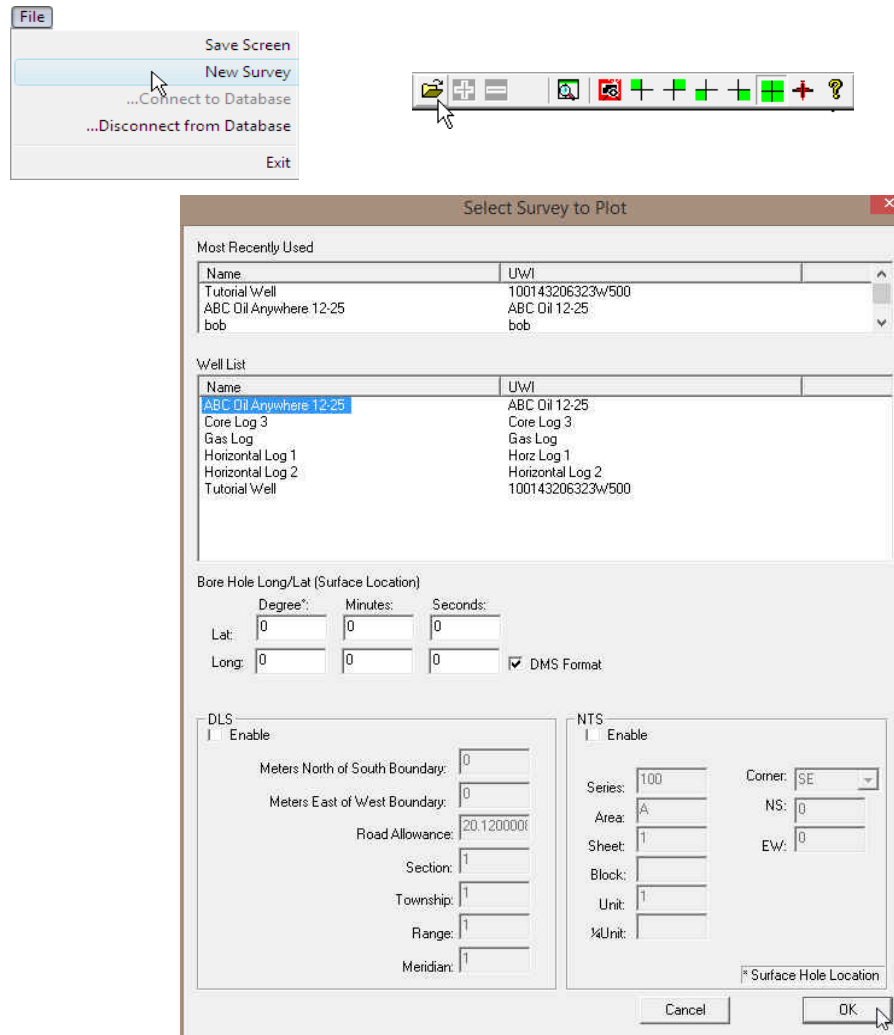 File
Save Screen
New Survey
...Connect to Database
...Disconnect from Database
Exit
Select Survey to Plot
Most Recently Used
Name UWI
Tutorial Well 100143206323W500
ABC Oil Anywhere 12-25 ABC Oil 12-25
bob bob
Well List
Name UWI
ABC Oil Anywhere 12-25 ABC Oil 12-25
Core Log 3 Core Log 3
Gas Log Gas Log
Horizontal Log 1 Horz Log 1
Horizontal Log 2 Horizontal Log 2
Tutorial Well 100143206323W500
Bore Hole Long/Lat (Surface Location)
Degree*: Minutes: Seconds:
Lat: 0 0 0
Long: 0 0 0 DMS Format
DLS
Enable
Meters North of South Boundary: 0
Meters East of West Boundary: 0
Road Allowance: 20.1200000
Section: 1
Township: 1
Range: 1
Meridian: 1
NTS
Enable
Series: 100 Corner: SE
Area: A NS: 0
Sheet: 1 EW: 0
Block:
Unit: 1
¼Unit:
* Surface Hole Location
Cancel OK